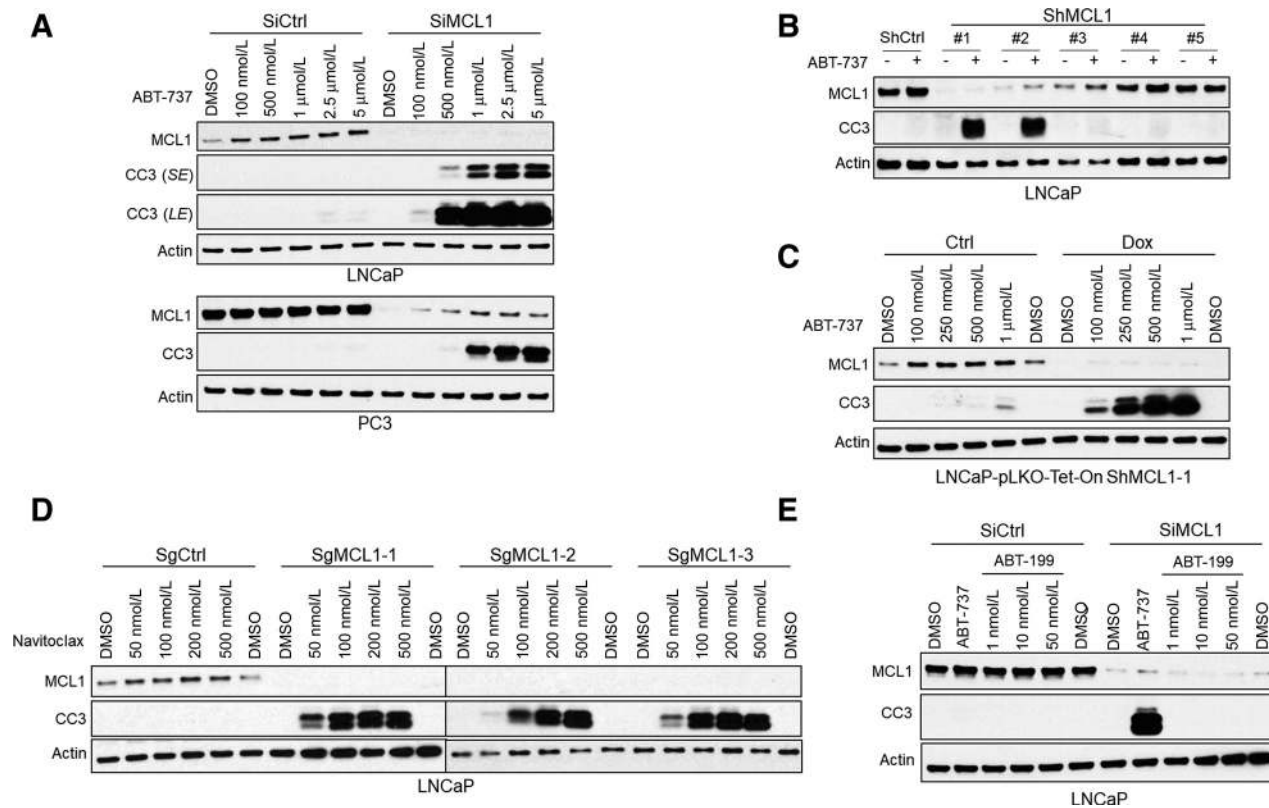 A
SiCtrl SiMCL1
ABT-737 DMSO 100 nmol/L 500 nmol/L 1 μmol/L 2.5 μmol/L 5 μmol/L DMSO 100 nmol/L 500 nmol/L 1 μmol/L 2.5 μmol/L 5 μmol/L
MCL1
CC3 (SE)
CC3 (LE)
Actin
LNCaP
MCL1
CC3
Actin
PC3
B
ShMCL1
ShCtrl #1 #2 #3 #4 #5
ABT-737 - + - + - + - + - + - +
MCL1
CC3
Actin
LNCaP
C
Ctrl Dox
ABT-737 DMSO 100 nmol/L 250 nmol/L 500 nmol/L 1 μmol/L DMSO DMSO 100 nmol/L 250 nmol/L 500 nmol/L 1 μmol/L DMSO
MCL1
CC3
Actin
LNCaP-pLKO-Tet-On ShMCL1-1
D
SgCtrl SgMCL1-1 SgMCL1-2 SgMCL1-3
Navitoclax DMSO 50 nmol/L 100 nmol/L 200 nmol/L 500 nmol/L DMSO DMSO 50 nmol/L 100 nmol/L 200 nmol/L 500 nmol/L DMSO DMSO 50 nmol/L 100 nmol/L 200 nmol/L 500 nmol/L DMSO DMSO 50 nmol/L 100 nmol/L 200 nmol/L 500 nmol/L DMSO
MCL1
CC3
Actin
LNCaP
E
SiCtrl SiMCL1
ABT-199 ABT-199
DMSO ABT-737 1 nmol/L 10 nmol/L 50 nmol/L DMSO DMSO ABT-737 1 nmol/L 10 nmol/L 50 nmol/L DMSO
MCL1
CC3
Actin
LNCaP